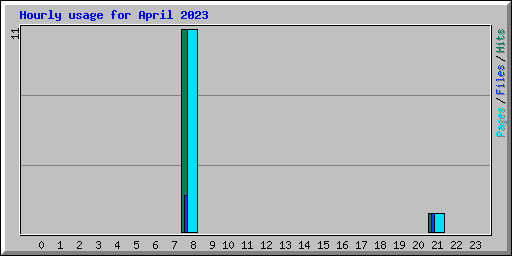 Hourly usage for April 2023
11
Pages/Files/Hits
0 1 2 3 4 5 6 7 8 9 10 11 12 13 14 15 16 17 18 19 20 21 22 23